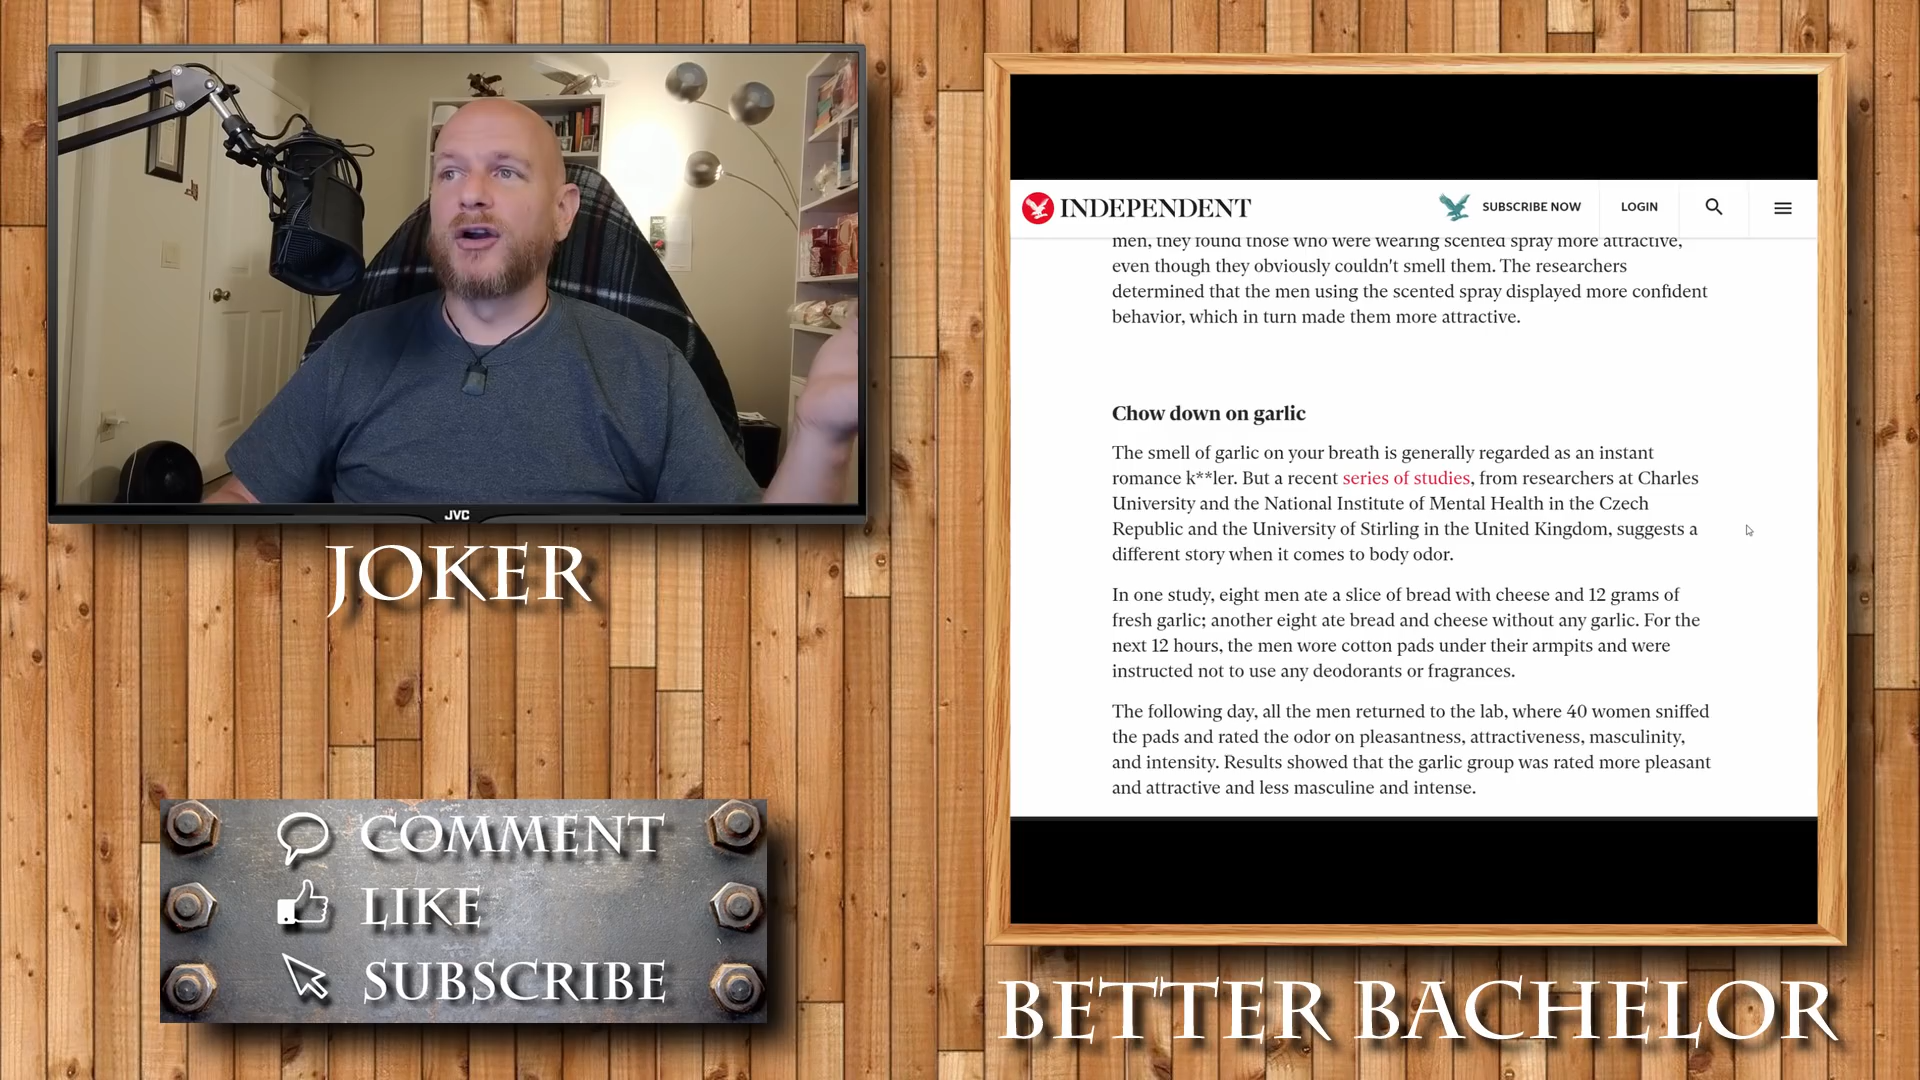 JVC
JOKER
COMMENT
LIKE
SUBSCRIBE
INDEPENDENT
SUBSCRIBE NOW
LOGIN
men, they found those who were wearing scented spray more attractive,
even though they obviously couldn't smell them. The researchers
determined that the men using the scented spray displayed more confident
behavior, which in turn made them more attractive.
Chow down on garlic
The smell of garlic on your breath is generally regarded as an instant
romance k**ler. But a recent series of studies, from researchers at Charles
University and the National Institute of Mental Health in the Czech
Republic and the University of Stirling in the United Kingdom, suggests a
different story when it comes to body odor.
In one study, eight men ate a slice of bread with cheese and 12 grams of
fresh garlic; another eight ate bread and cheese without any garlic. For the
next 12 hours, the men wore cotton pads under their armpits and were
instructed not to use any deodorants or fragrances.
The following day, all the men returned to the lab, where 40 women sniffed
the pads and rated the odor on pleasantness, attractiveness, masculinity,
and intensity. Results showed that the garlic group was rated more pleasant
and attractive and less masculine and intense.
BETTER BACHELOR